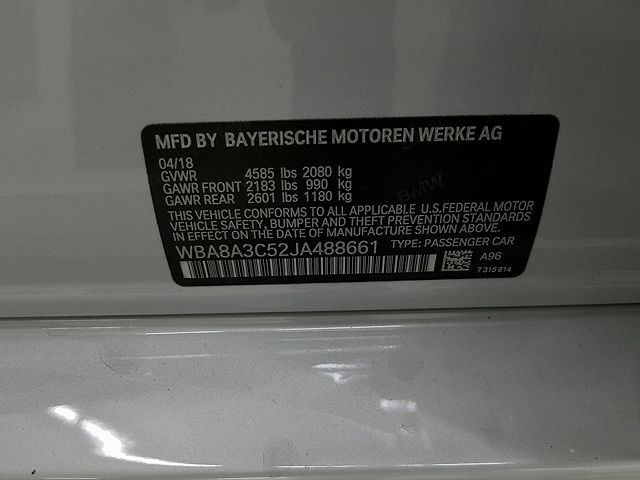 MFD BY BAYERISCHE MOTOREN WERKE AG
04/18
GVWR 4585 lbs 2080 kg
GAWR FRONT 2183 lbs 990 kg
GAWR REAR 2601 lbs 1180 kg
BMW
THIS VEHICLE CONFORMS TO ALL APPLICABLE U.S.FEDERAL MOTOR
VEHICLE SAFETY, BUMPER AND THEFT PREVENTION STANDARDS
IN EFFECT ON THE DATE OF MANUFACTURE SHOWN ABOVE.
WBA8A3C52JA488661 TYPE: PASSENGER CAR
A96
7 315 814